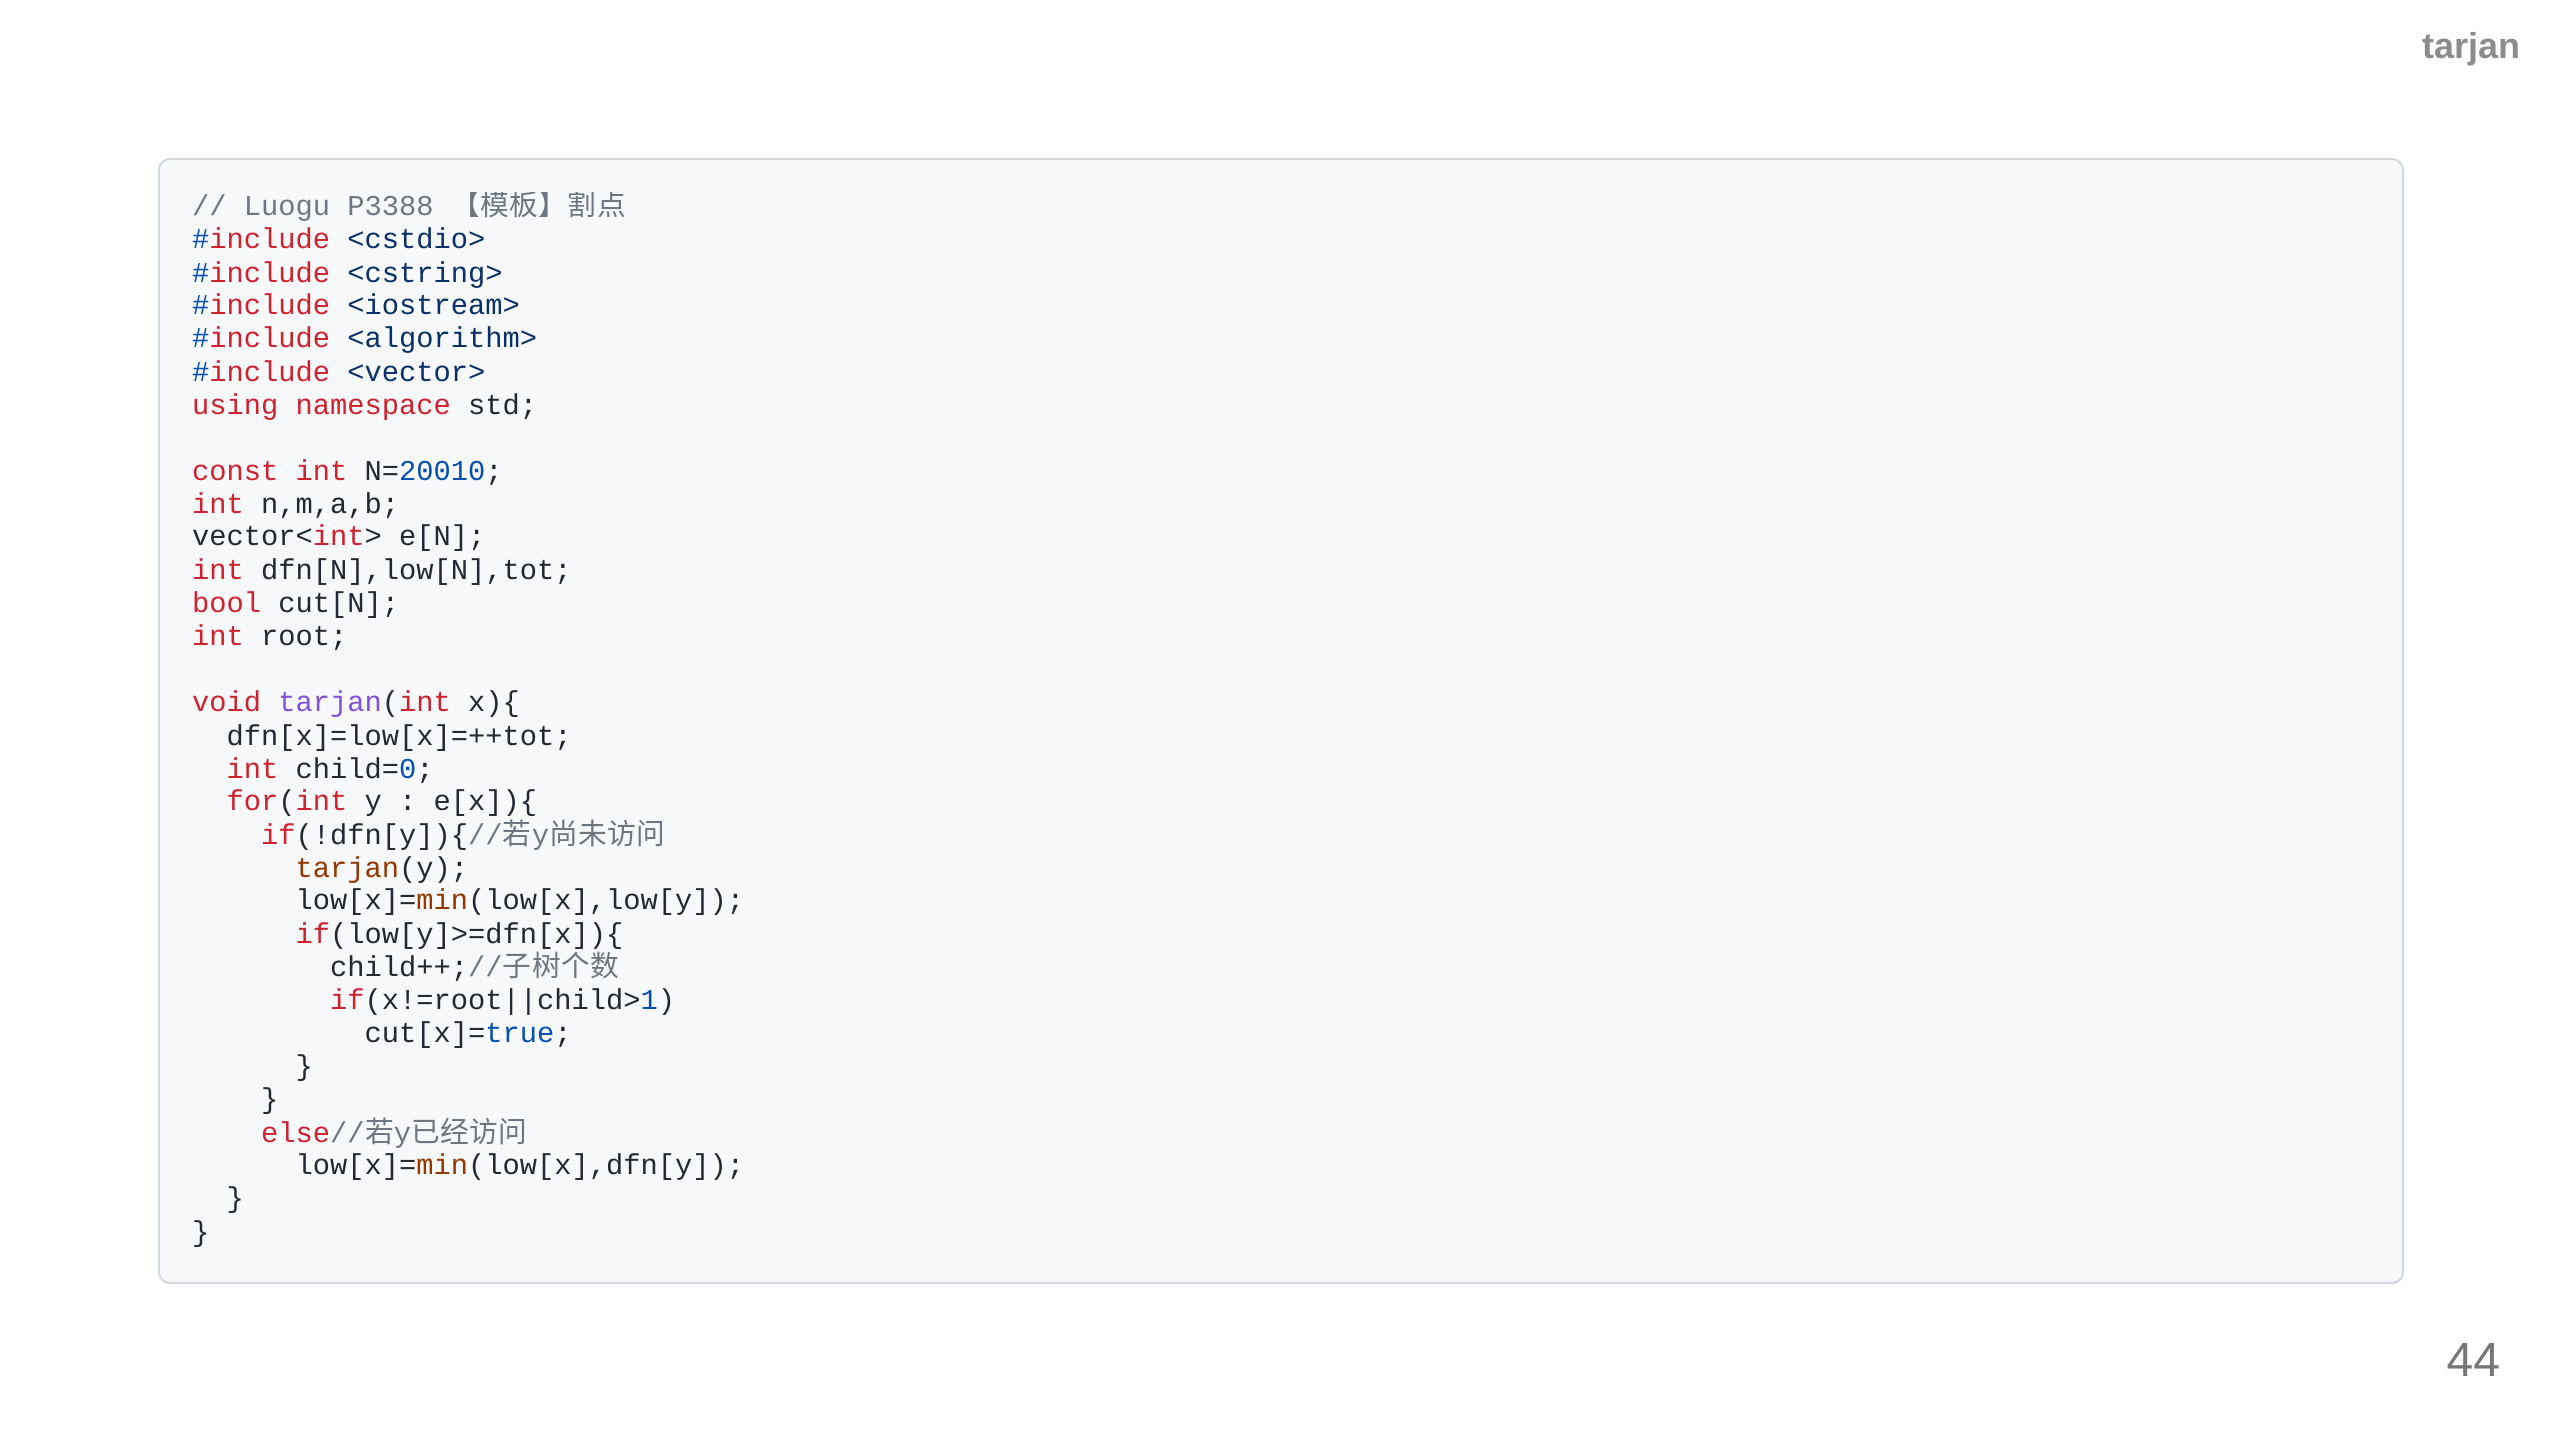 tarjan
// Luogu P3388 【模板】割点
#include <cstdio>
#include <cstring>
#include <iostream>
#include <algorithm>
#include <vector>
using namespace std;

const int N=20010;
int n,m,a,b;
vector<int> e[N];
int dfn[N],low[N],tot;
bool cut[N];
int root;

void tarjan(int x){
  dfn[x]=low[x]=++tot;
  int child=0;
  for(int y : e[x]){
    if(!dfn[y]){//若y尚未访问
      tarjan(y);
      low[x]=min(low[x],low[y]);
      if(low[y]>=dfn[x]){
        child++;//子树个数
        if(x!=root||child>1)
          cut[x]=true;
      }
    }
    else//若y已经访问
      low[x]=min(low[x],dfn[y]);
  }
}
44